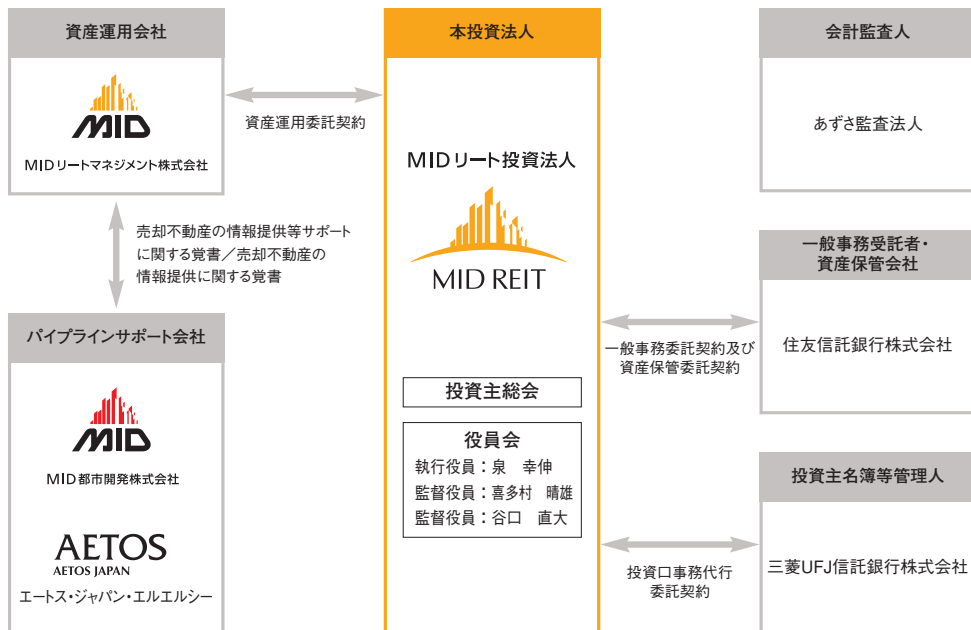 資産運用会社
MID
MIDリートマネジメント株式会社
資産運用委託契約
売却不動産の情報提供等サポート
に関する覚書／売却不動産の
情報提供に関する覚書
パイプラインサポート会社
MID
MID都市開発株式会社
AETOS
AETOS JAPAN
エートス・ジャパン・エルエルシー
本投資法人
MIDリート投資法人
MID REIT
投資主総会
役員会
執行役員：泉　幸伸
監督役員：喜多村　晴雄
監督役員：谷口　直大
一般事務委託契約及び
資産保管委託契約
投資口事務代行
委託契約
会計監査人
あずさ監査法人
一般事務受託者・
資産保管会社
住友信託銀行株式会社
投資主名簿等管理人
三菱UFJ信託銀行株式会社